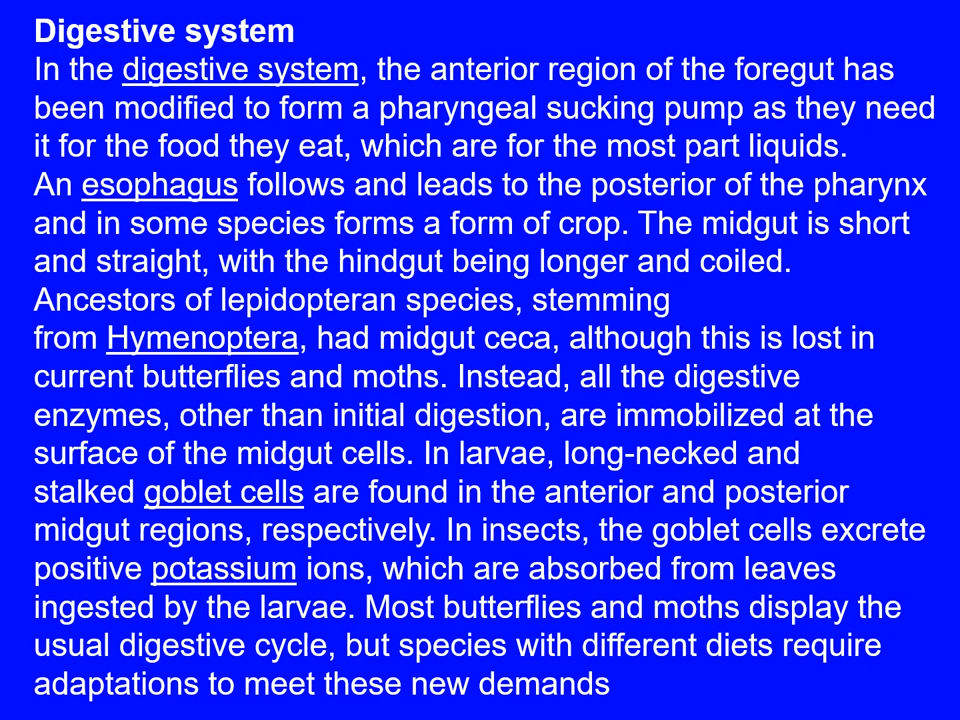 Digestive system
In the digestive system, the anterior region of the foregut has
been modified to form a pharyngeal sucking pump as they need
it for the food they eat, which are for the most part liquids.
An esophagus follows and leads to the posterior of the pharynx
and in some species forms a form of crop. The midgut is short
and straight, with the hindgut being longer and coiled.
Ancestors of lepidopteran species, stemming
from Hymenoptera, had midgut ceca, although this is lost in
current butterflies and moths. Instead, all the digestive
enzymes, other than initial digestion, are immobilized at the
surface of the midgut cells. In larvae, long-necked and
stalked goblet cells are found in the anterior and posterior
midgut regions, respectively. In insects, the goblet cells excrete
positive potassium ions, which are absorbed from leaves
ingested by the larvae. Most butterflies and moths display the
usual digestive cycle, but species with different diets require
adaptations to meet these new demands